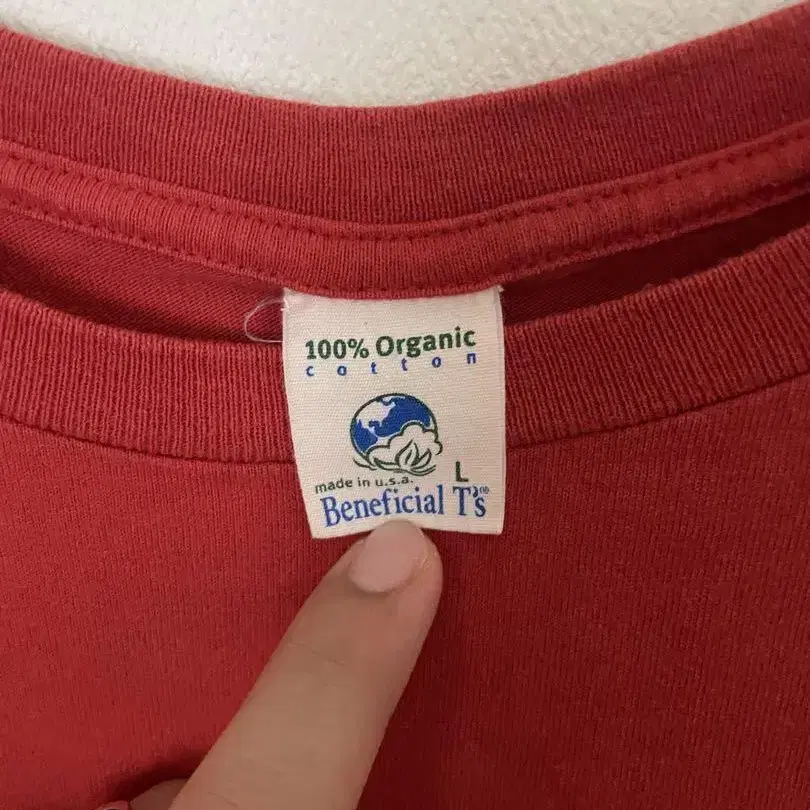 100% Organic
cotton
made in u.s.a.
L
Beneficial T's